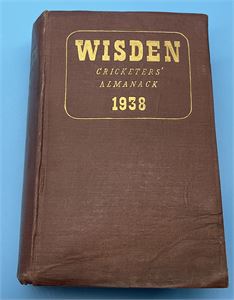 WISDEN
CRICKETERS'
ALMANACK
1938